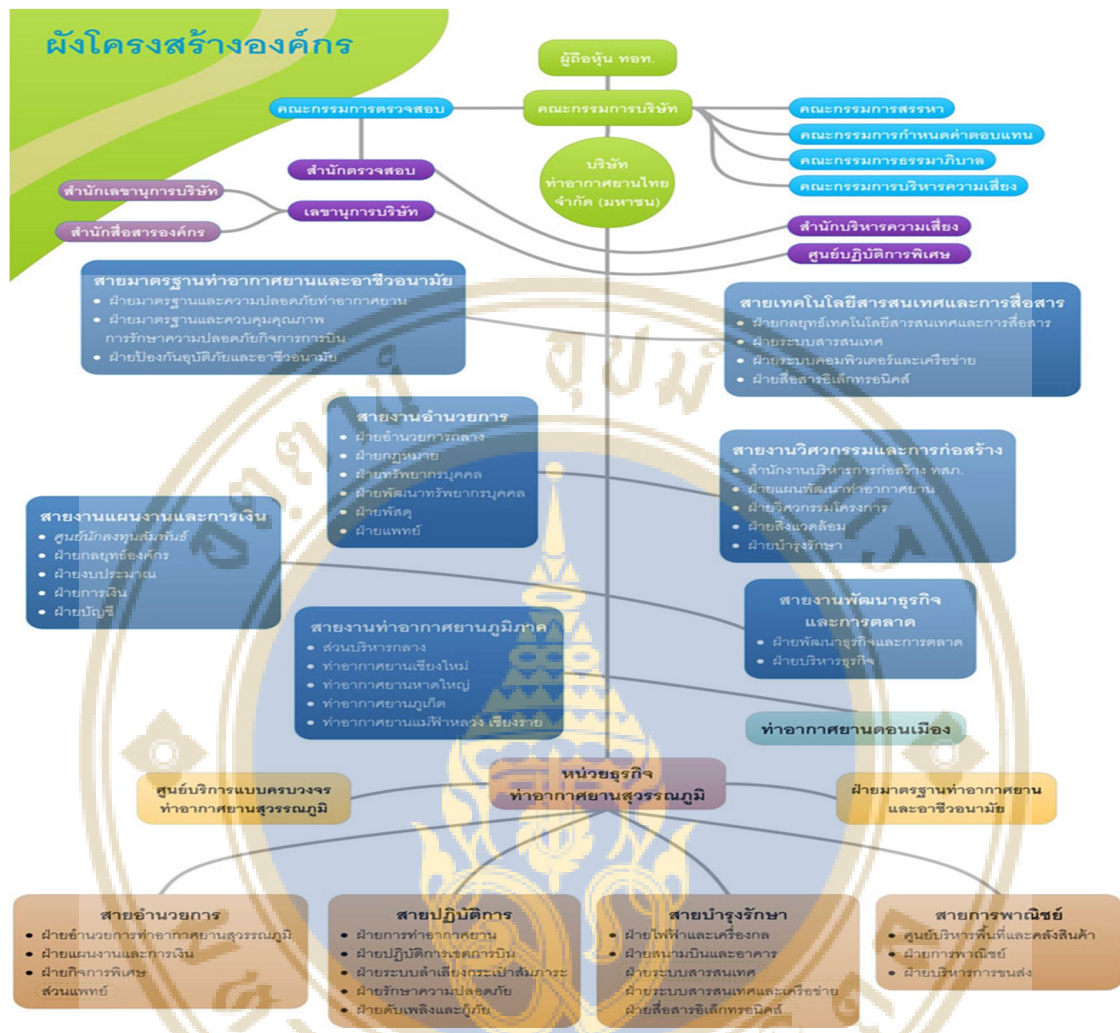 ผังโครงสร้างองค์กร
ผู้ถือหุ้น ทอท.
คณะกรรมการตรวจสอบ
คณะกรรมการบริษัท
คณะกรรมการสรรหา
คณะกรรมการกำหนดค่าตอบแทน
คณะกรรมการธรรมาภิบาล
คณะกรรมการบริหารความเสี่ยง
บริษัท
ท่าอากาศยานไทย
จำกัด (มหาชน)
สำนักตรวจสอบ
สำนักเลขานุการบริษัท
เลขานุการบริษัท
สำนักสื่อสารองค์กร
สำนักบริหารความเสี่ยง
ศูนย์ปฏิบัติการพิเศษ
สายมาตรฐานท่าอากาศยานและอาชีวอนามัย
• ฝ่ายมาตรฐานและความปลอดภัยท่าอากาศยาน
• ฝ่ายมาตรฐานและควบคุมคุณภาพ
การรักษาความปลอดภัยกิจการการบิน
• ฝ่ายป้องกันอุบัติภัยและอาชีวอนามัย
สายเทคโนโลยีสารสนเทศและการสื่อสาร
• ฝ่ายกลยุทธ์เทคโนโลยีสารสนเทศและการสื่อสาร
• ฝ่ายระบบสารสนเทศ
• ฝ่ายระบบคอมพิวเตอร์และเครือข่าย
• ฝ่ายสื่อสารอิเล็กทรอนิคส์
สายงานอำนวยการ
• ฝ่ายอำนวยการกลาง
• ฝ่ายกฎหมาย
• ฝ่ายทรัพยากรบุคคล
• ฝ่ายพัฒนาทรัพยากรบุคคล
• ฝ่ายพัสดุ
• ฝ่ายแพทย์
สายงานวิศวกรรมและการก่อสร้าง
• สำนักงานบริหารการก่อสร้าง ทสภ.
• ฝ่ายแผนพัฒนาท่าอากาศยาน
• ฝ่ายวิศวกรรมโครงการ
• ฝ่ายสิ่งแวดล้อม
• ฝ่ายบำรุงรักษา
สายงานแผนงานและการเงิน
• ศูนย์นักลงทุนสัมพันธ์
• ฝ่ายกลยุทธ์องค์กร
• ฝ่ายงบประมาณ
• ฝ่ายการเงิน
• ฝ่ายบัญชี
สายงานพัฒนาธุรกิจ
และการตลาด
• ฝ่ายพัฒนาธุรกิจและการตลาด
• ฝ่ายบริหารธุรกิจ
สายงานท่าอากาศยานภูมิภาค
• ส่วนบริหารกลาง
• ท่าอากาศยานเชียงใหม่
• ท่าอากาศยานหาดใหญ่
• ท่าอากาศยานภูเก็ต
• ท่าอากาศยานแม่ฟ้าหลวง เชียงราย
ท่าอากาศยานดอนเมือง
ศูนย์บริการแบบครบวงจร
ท่าอากาศยานสุวรรณภูมิ
หน่วยธุรกิจ
ท่าอากาศยานสุวรรณภูมิ
ฝ่ายมาตรฐานท่าอากาศยาน
และอาชีวอนามัย
สายอำนวยการ
• ฝ่ายอำนวยการท่าอากาศยานสุวรรณภูมิ
• ฝ่ายแผนงานและการเงิน
• ฝ่ายกิจการพิเศษ
ส่วนแพทย์
สายปฏิบัติการ
• ฝ่ายการท่าอากาศยาน
• ฝ่ายปฏิบัติการเขตการบิน
• ฝ่ายระบบลำเลียงกระเป๋าสัมภาระ
• ฝ่ายรักษาความปลอดภัย
• ฝ่ายดับเพลิงและกู้ภัย
สายบำรุงรักษา
• ฝ่ายไฟฟ้าและเครื่องกล
• ฝ่ายสนามบินและอาคาร
ฝ่ายระบบสารสนเทศ
ฝ่ายระบบสารสนเทศและเครือข่าย
ฝ่ายสื่อสารอิเล็กทรอนิคส์
สายการพาณิชย์
• ศูนย์บริหารพื้นที่และคลังสินค้า
• ฝ่ายการพาณิชย์
• ฝ่ายบริหารการขนส่ง